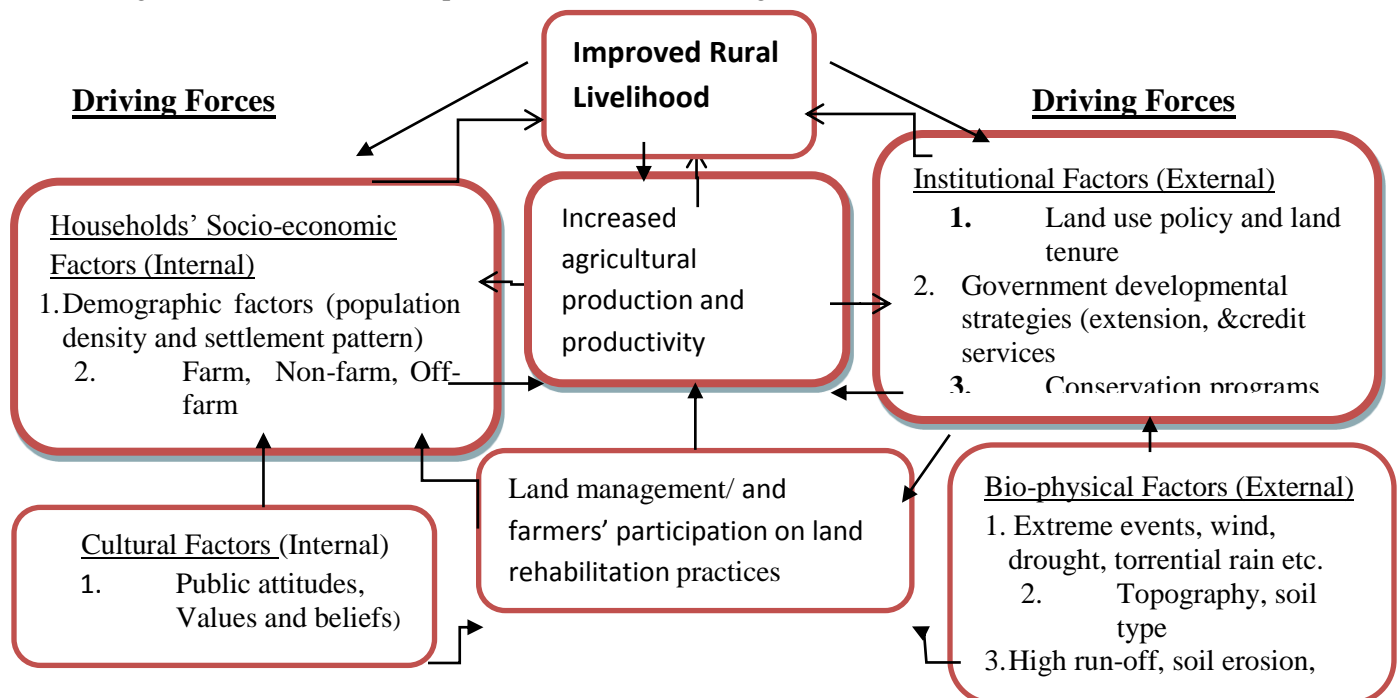 Improved Rural
Livelihood
Driving Forces
Driving Forces
Households’ Socio-economic
Factors (Internal)
1.Demographic factors (population
density and settlement pattern)
2. Farm, Non-farm, Off-
farm
Increased
agricultural
production and
productivity
Institutional Factors (External)
1. Land use policy and land
tenure
2. Government developmental
strategies (extension, &credit
services
3. Conservation programs
Cultural Factors (Internal)
1. Public attitudes,
Values and beliefs)
Land management/ and
farmers’ participation on land
rehabilitation practices
Bio-physical Factors (External)
1. Extreme events, wind,
drought, torrential rain etc.
2. Topography, soil
type
3.High run-off, soil erosion,